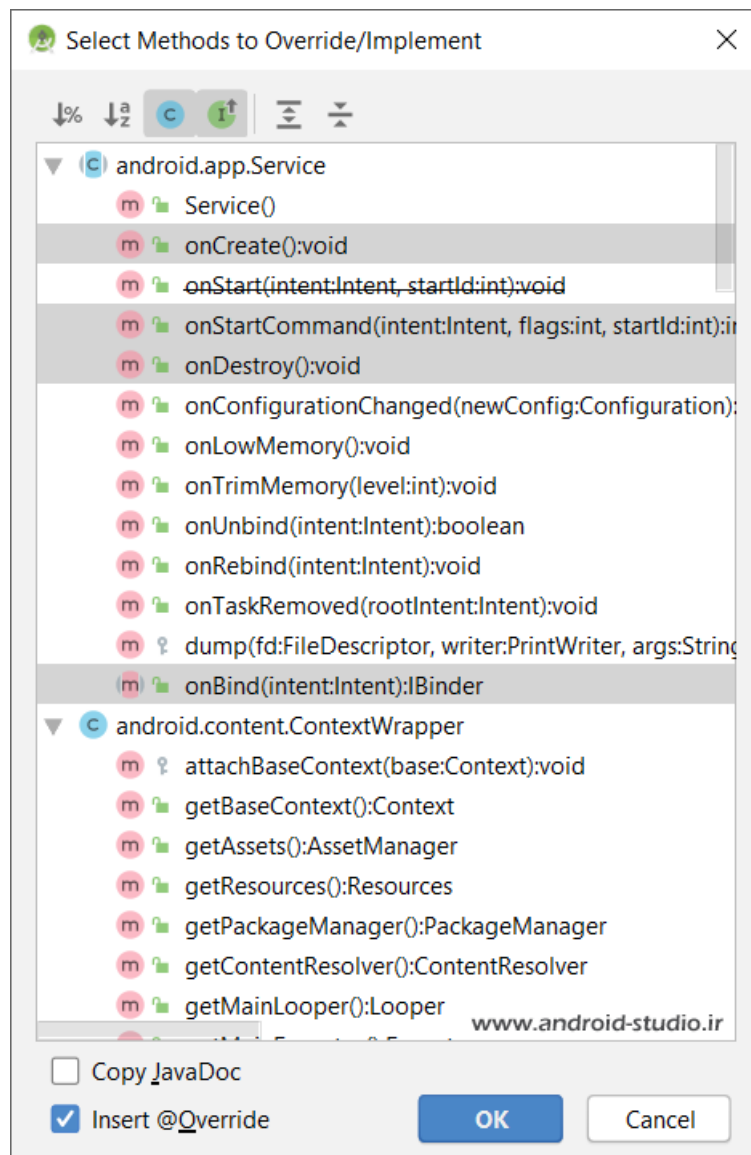 Select Methods to Override/Implement
android.app.Service
Service()
onCreate():void
onStart(intent:Intent, startId:int):void
onStartCommand(intent:Intent, flags:int, startId:int):
onDestroy():void
onConfigurationChanged(newConfig:Configuration):
onLowMemory():void
onTrimMemory(level:int):void
onUnbind(intent:Intent):boolean
onRebind(intent:Intent):void
onTaskRemoved(rootIntent:Intent):void
dump(fd:FileDescriptor, writer:PrintWriter, args:String
onBind(intent:Intent):IBinder
android.content.ContextWrapper
attachBaseContext(base:Context):void
getBaseContext():Context
getAssets():AssetManager
getResources():Resources
getPackageManager():PackageManager
getContentResolver():ContentResolver
getMainLooper():Looper
www.android-studio.ir
Copy JavaDoc
Insert @Override
OK
Cancel